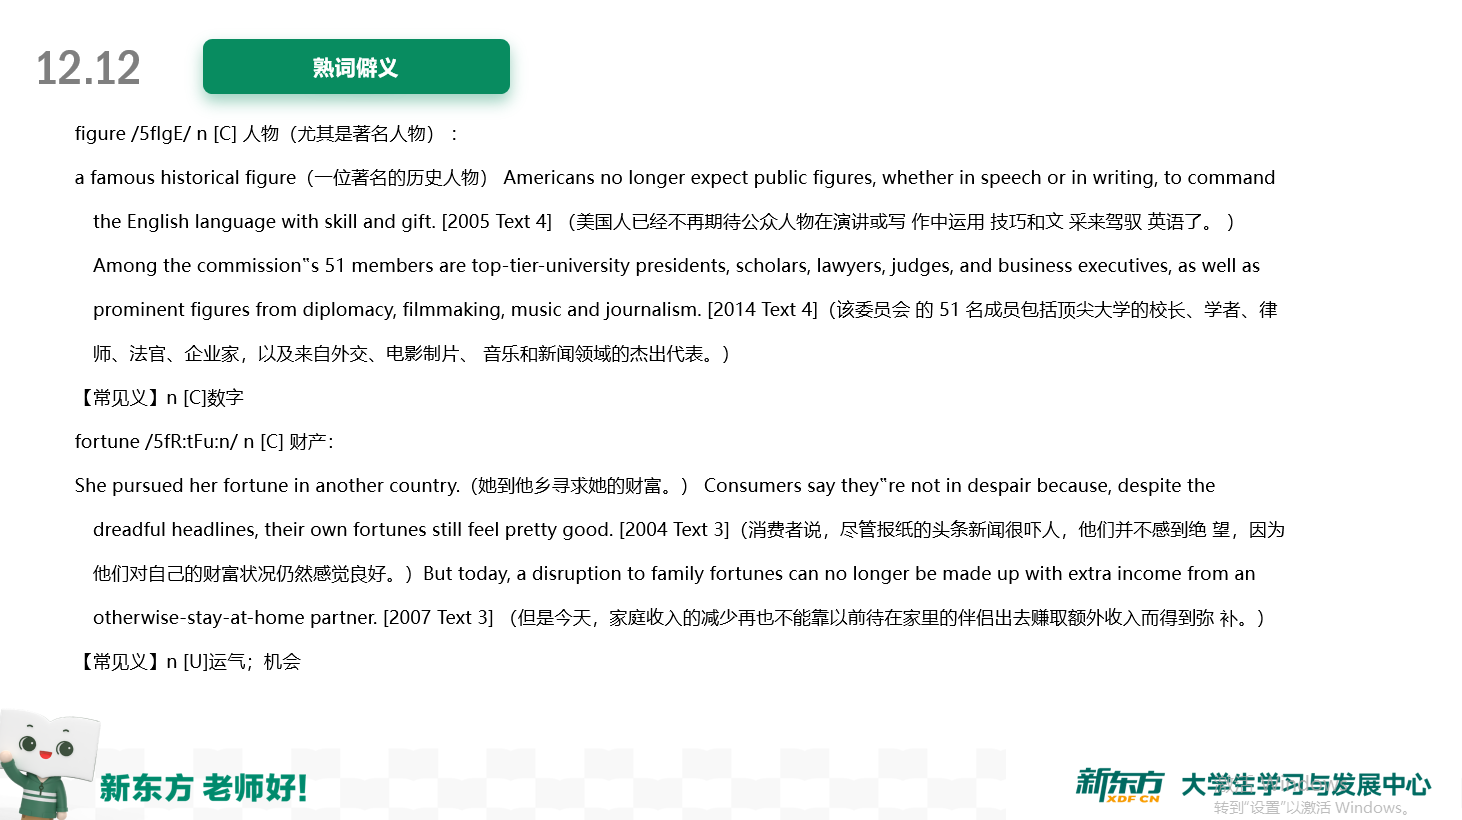 12.12
熟词僻义
figure /5fIgE/ n [C] 人物（尤其是著名人物）：
a famous historical figure（一位著名的历史人物） Americans no longer expect public figures, whether in speech or in writing, to command
the English language with skill and gift. [2005 Text 4] （美国人已经不再期待公众人物在演讲或写 作中运用 技巧和文 采来驾驭 英语了。 ）
Among the commission‟s 51 members are top-tier-university presidents, scholars, lawyers, judges, and business executives, as well as
prominent figures from diplomacy, filmmaking, music and journalism. [2014 Text 4]（该委员会 的 51 名成员包括顶尖大学的校长、学者、律
师、法官、企业家，以及来自外交、电影制片、 音乐和新闻领域的杰出代表。）
【常见义】n [C]数字
fortune /5fR:tFu:n/ n [C] 财产：
She pursued her fortune in another country.（她到他乡寻求她的财富。） Consumers say they‟re not in despair because, despite the
dreadful headlines, their own fortunes still feel pretty good. [2004 Text 3]（消费者说，尽管报纸的头条新闻很吓人，他们并不感到绝 望，因为
他们对自己的财富状况仍然感觉良好。）But today, a disruption to family fortunes can no longer be made up with extra income from an
otherwise-stay-at-home partner. [2007 Text 3] （但是今天，家庭收入的减少再也不能靠以前待在家里的伴侣出去赚取额外收入而得到弥 补。）
【常见义】n [U]运气；机会
新东方 老师好！
新东方 XDF.CN 大学生学习与发展中心
激活 Windows
转到"设置"以激活 Windows。